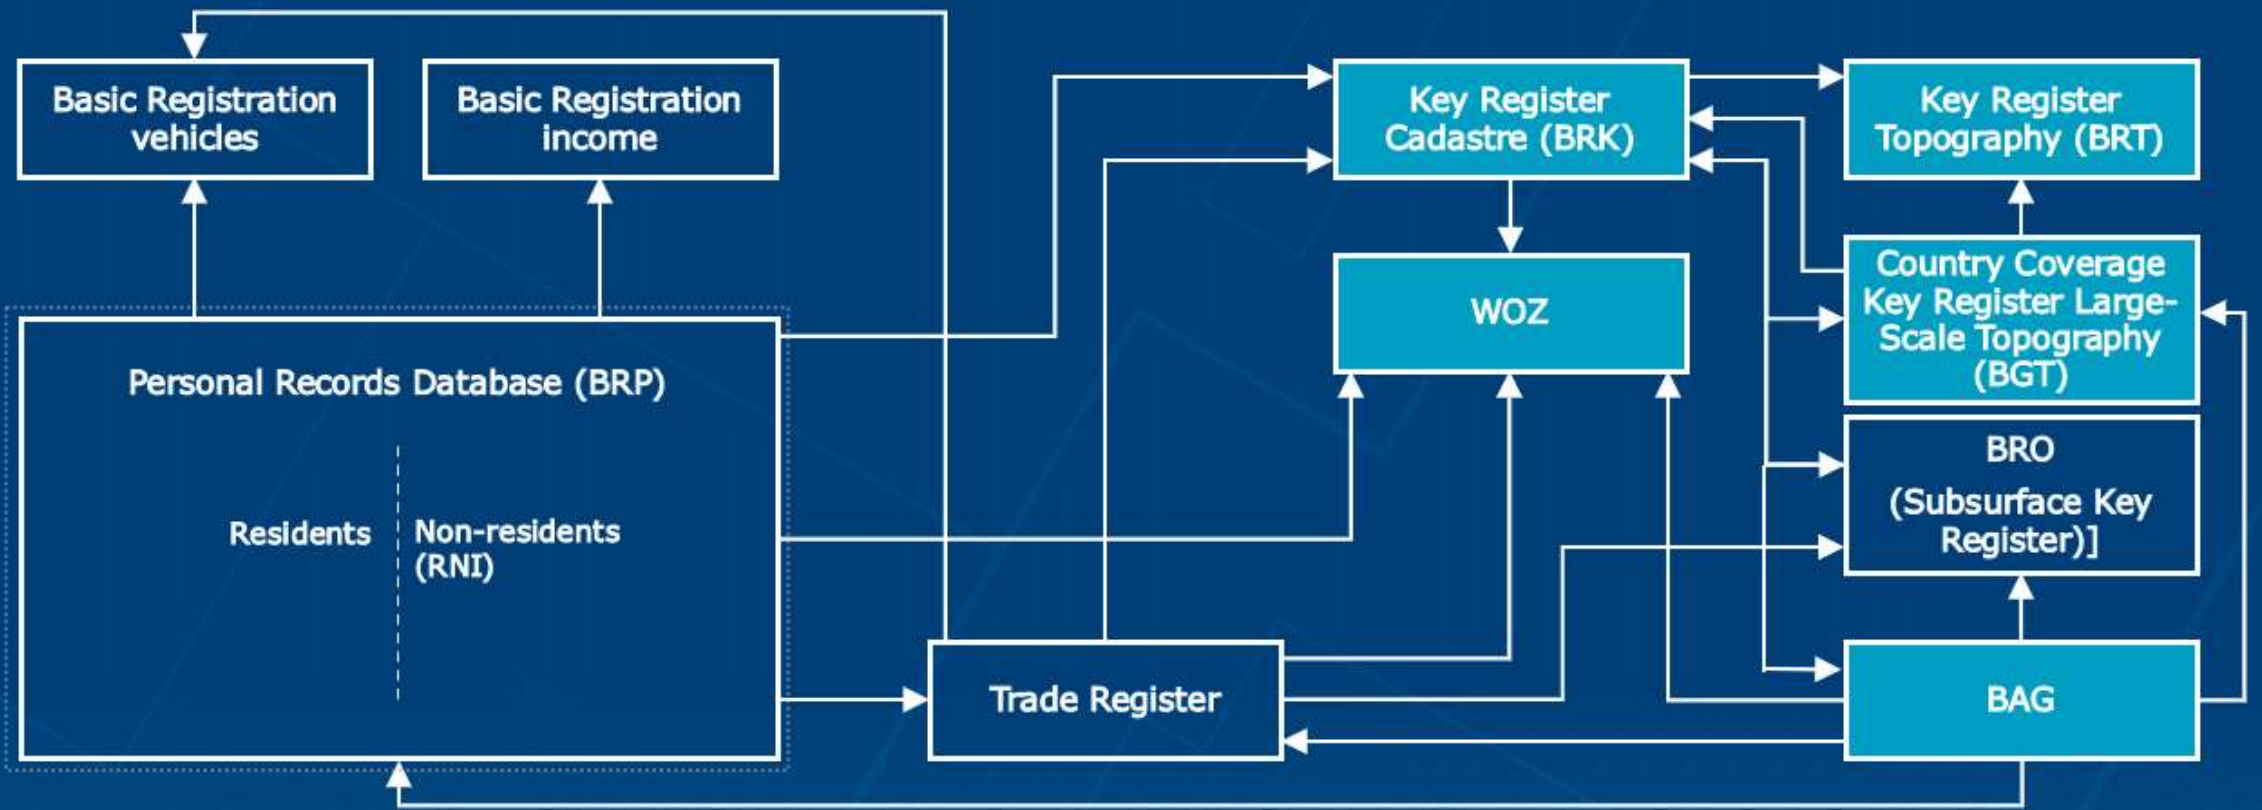 Basic Registration
vehicles
Basic Registration
income
Key Register
Cadastre (BRK)
Key Register
Topography (BRT)
WOZ
Country Coverage
Key Register Large-
Scale Topography
(BGT)
Personal Records Database (BRP)
Residents
Non-residents
(RNI)
BRO
(Subsurface Key
Register)]
Trade Register
BAG